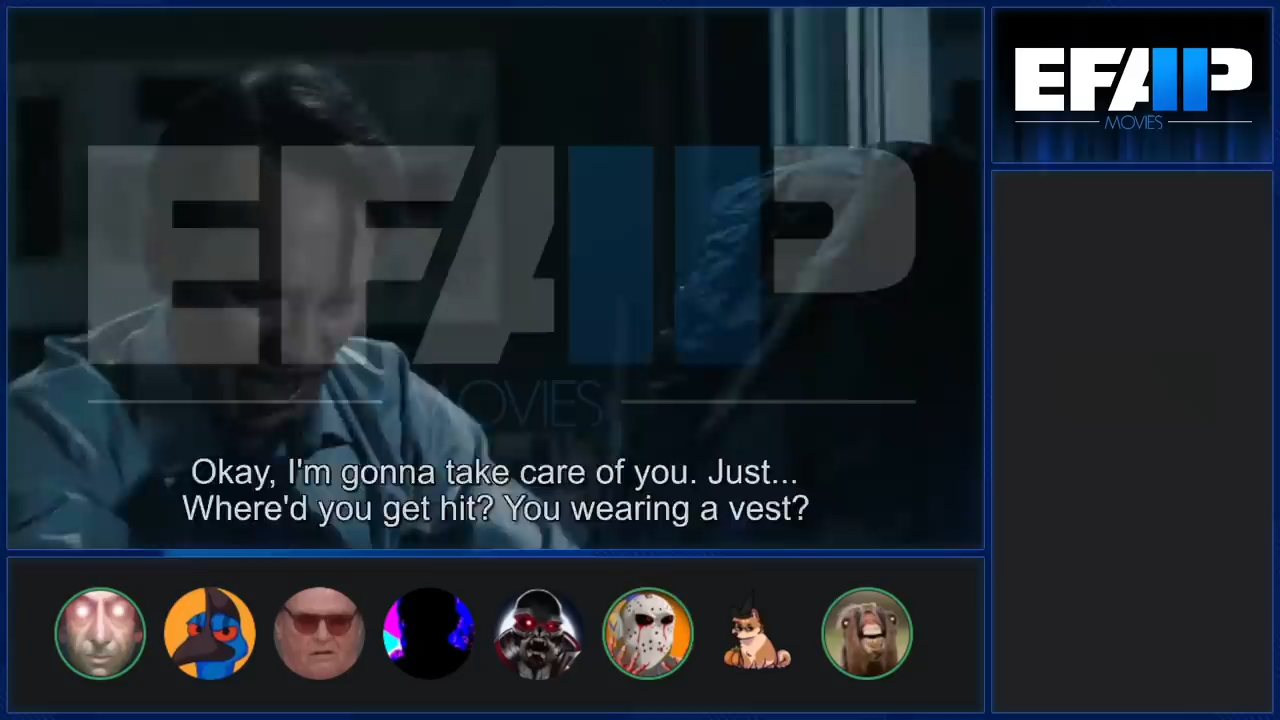 EFAP
MOVIES
EFAP
MOVIES
Okay, I'm gonna take care of you. Just...
Where'd you get hit? You wearing a vest?